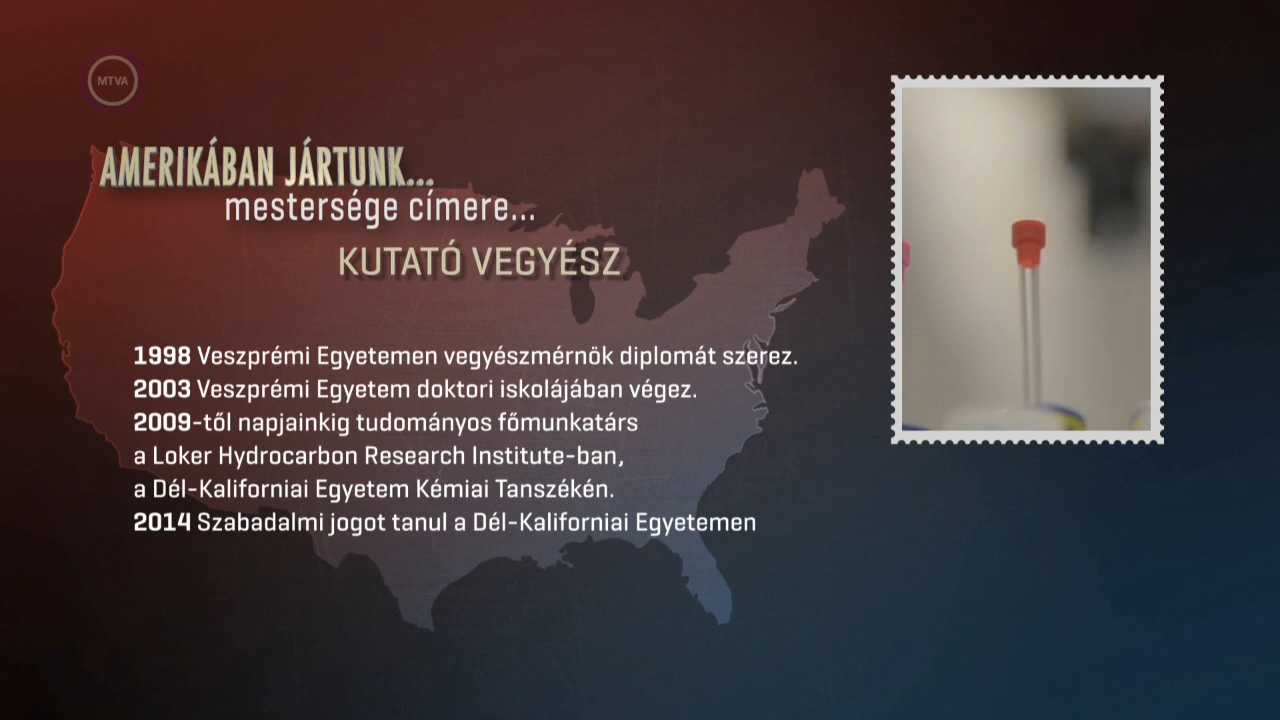 MTVA
AMERIKÁBAN JÁRTUNK...
mestersége címere...
KUTATÓ VEGYÉSZ
1998 Veszprémi Egyetemen vegyészmérnök diplomát szerez.
2003 Veszprémi Egyetem doktori iskolájában végez.
2009-től napjainkig tudományos főmunkatárs
a Loker Hydrocarbon Research Institute-ban,
a Dél-Kaliforniai Egyetem Kémiai Tanszékén.
2014 Szabadalmi jogot tanul a Dél-Kaliforniai Egyetemen